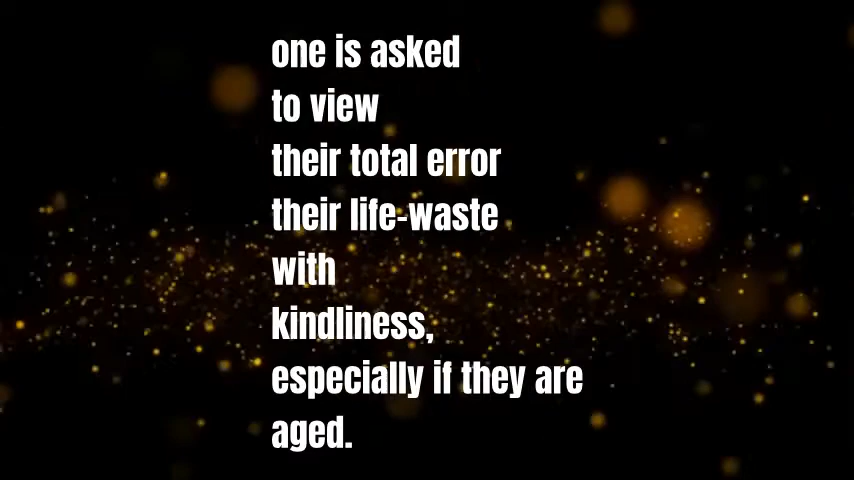 one is asked
to view
their total error
their life-waste
with
kindliness,
especially if they are
aged.